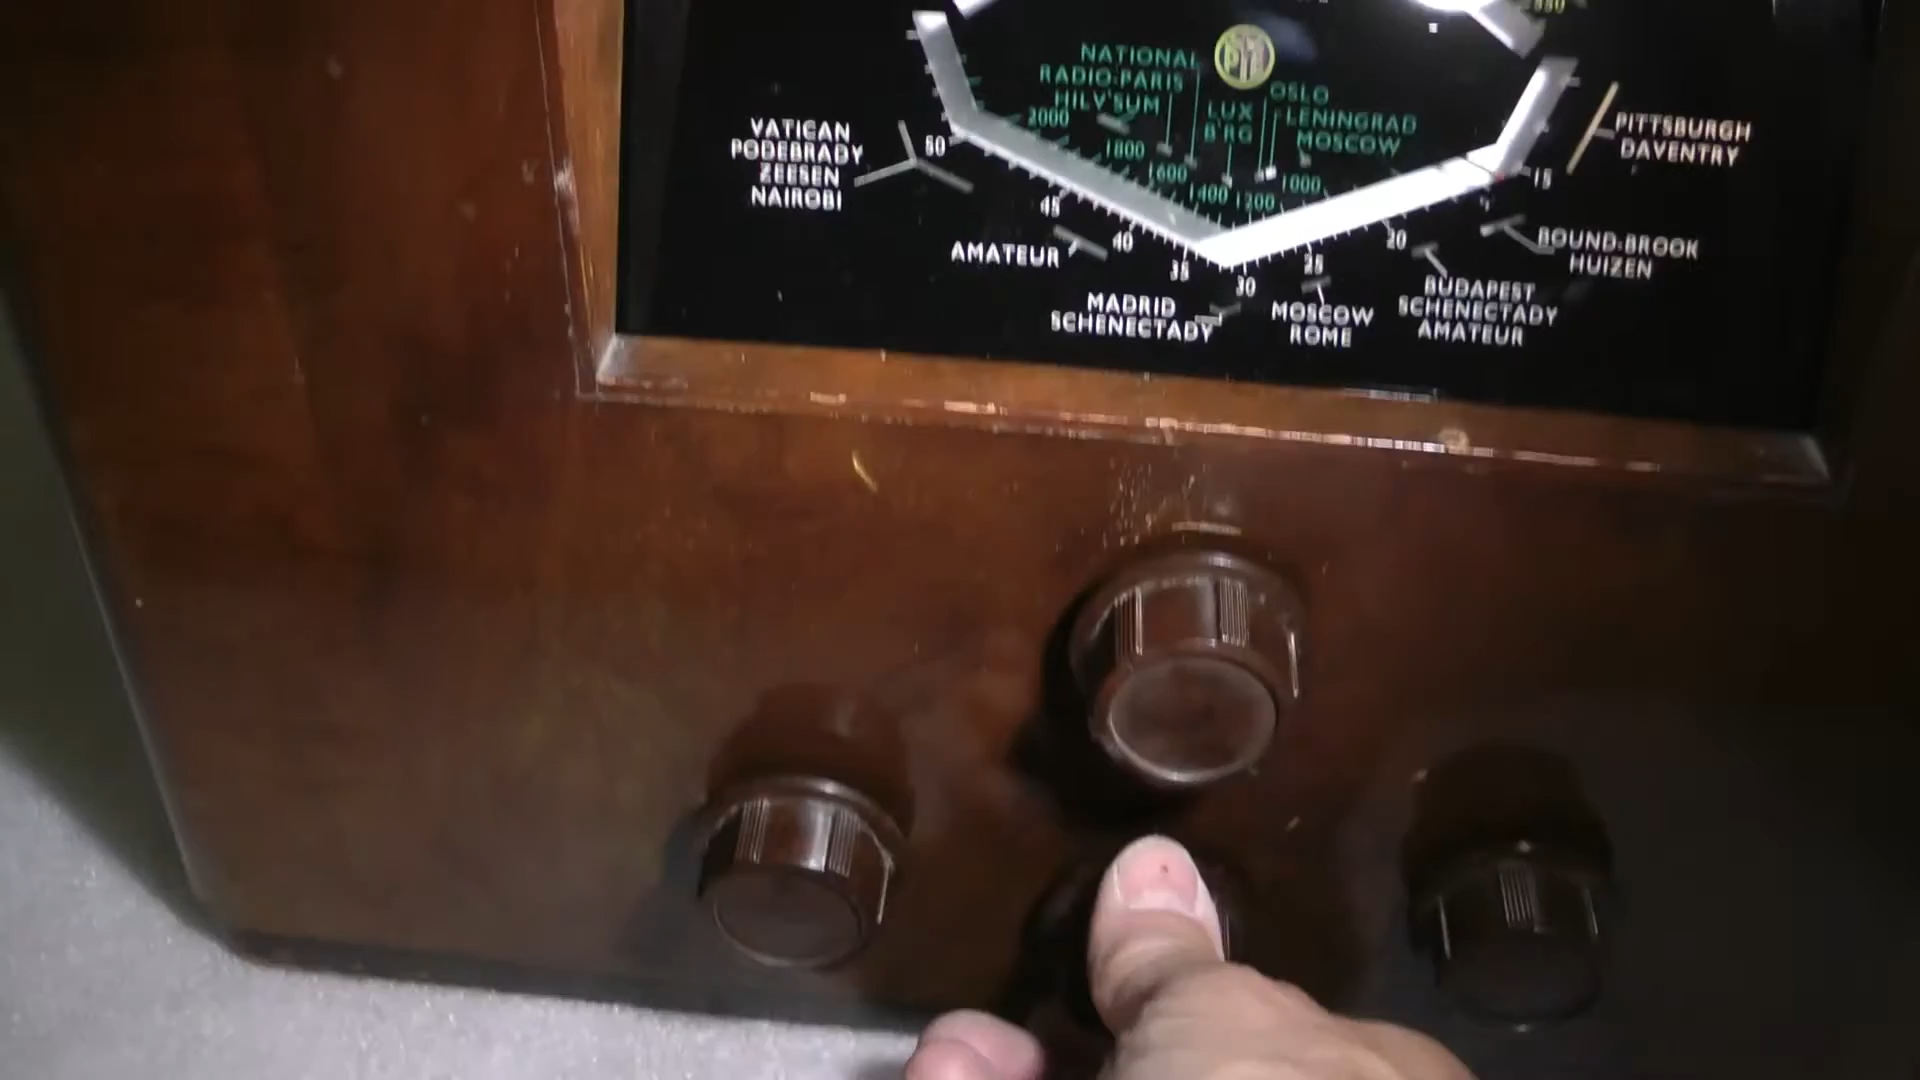 550
PYE
NATIONAL
RADIO-PARIS
HILV'SUM
LUX
B'RG
OSLO
LENINGRAD
MOSCOW
2000
1800
1600
1400
1200
1000
VATICAN
PODEBRADY
ZEESEN
NAIROBI
50
45
40
35
30
25
20
15
AMATEUR
MADRID
SCHENECTADY
MOSCOW
ROME
BUDAPEST
SCHENECTADY
AMATEUR
BOUND-BROOK
HUIZEN
PITTSBURGH
DAVENTRY